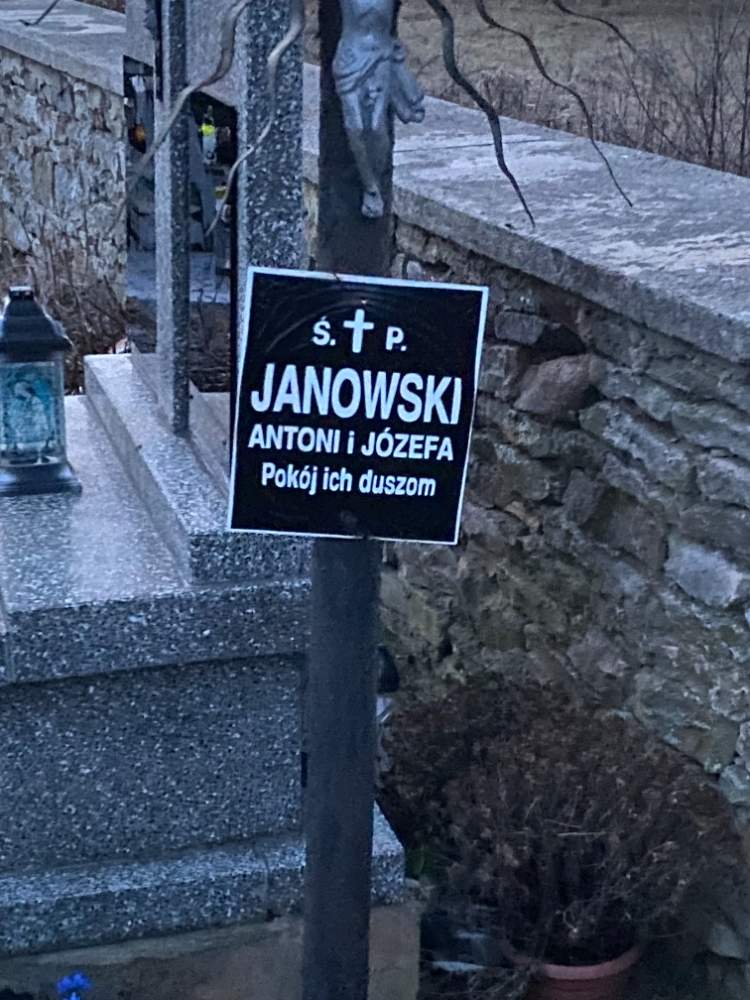 Ś. P.
JANOWSKI
ANTONI i JÓZEFA
Pokój ich duszom